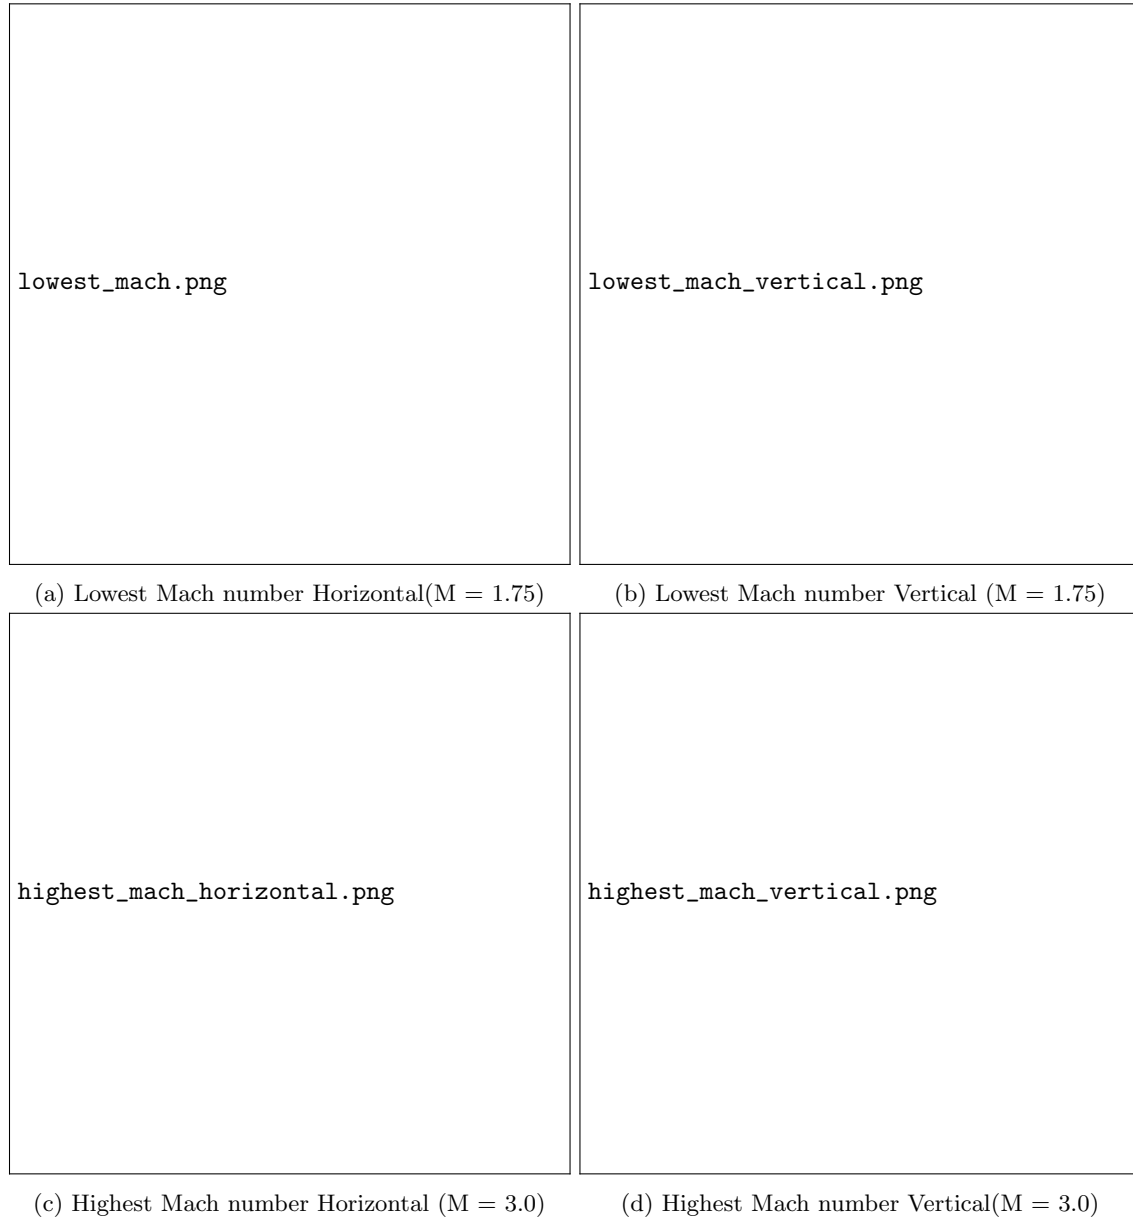 lowest_mach.png
lowest_mach_vertical.png
(a) Lowest Mach number Horizontal(M = 1.75)
(b) Lowest Mach number Vertical (M = 1.75)
highest_mach_horizontal.png
highest_mach_vertical.png
(c) Highest Mach number Horizontal (M = 3.0)
(d) Highest Mach number Vertical(M = 3.0)